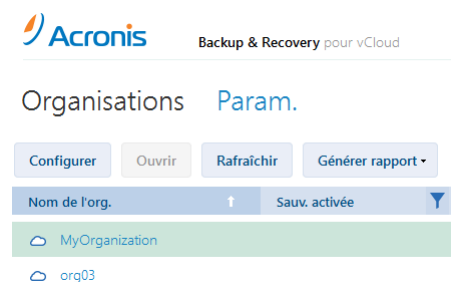 Acronis Backup & Recovery pour vCloud
Organisations Param.
Configurer Ouvrir Rafraîchir Générer rapport
Nom de l'org. Sauv. activée
MyOrganization
org03